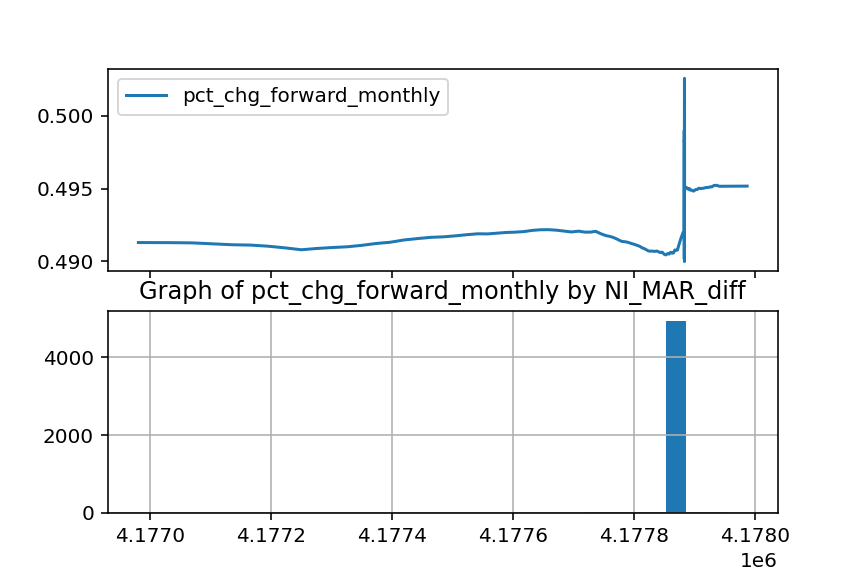 pct_chg_forward_monthly
0.500
0.495
0.490
Graph of pct_chg_forward_monthly by NI_MAR_diff
4000
2000
0
4.1770 4.1772 4.1774 4.1776 4.1778 4.1780
1e6